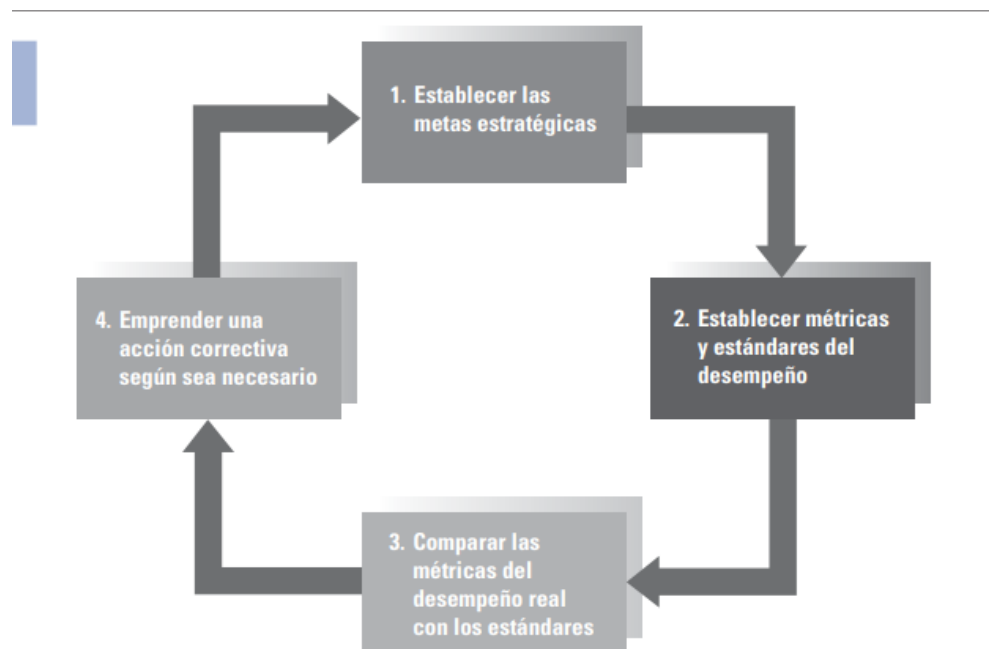 1. Establecer las
metas estratégicas
2. Establecer métricas
y estándares del
desempeño
3. Comparar las
métricas del
desempeño real
con los estándares
4. Emprender una
acción correctiva
según sea necesario